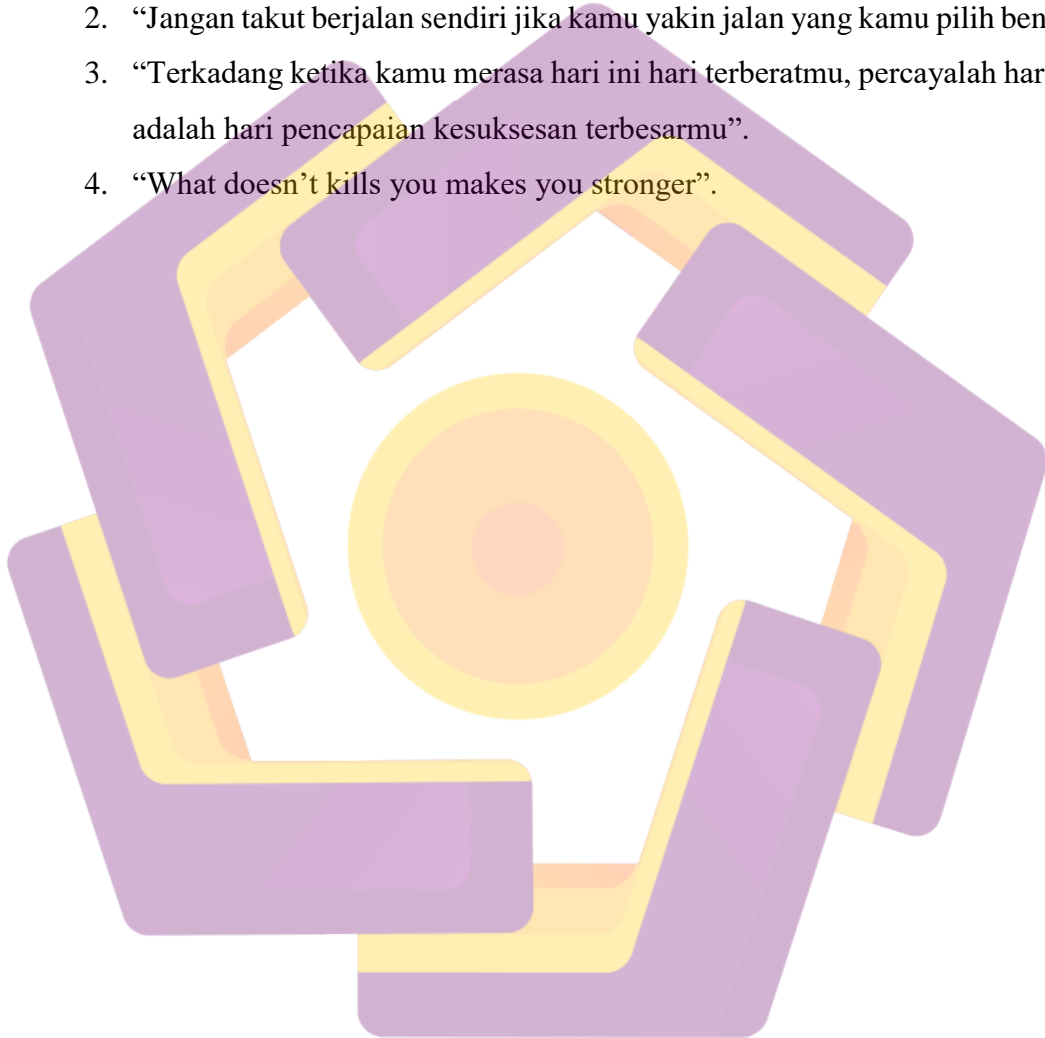 2. “Jangan takut berjalan sendiri jika kamu yakin jalan yang kamu pilih
3. “Terkadang ketika kamu merasa hari ini hari terberatmu, percayalah
adalah hari pencapaian kesuksesan terbesarmu”.
4. “What doesn’t kills you makes you stronger”.